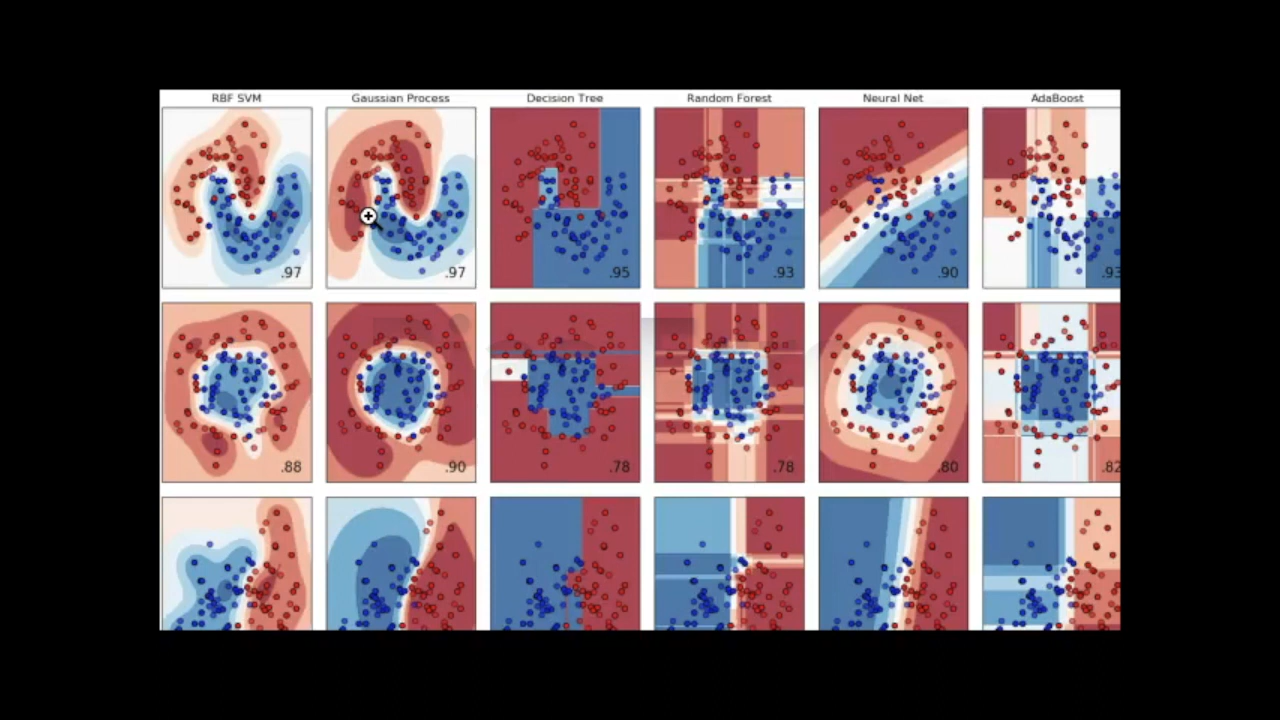 RBF SVM Gaussian Process Decision Tree Random Forest Neural Net AdaBoost
.97 .97 .95 .93 .90 .93
.88 .90 .78 .78 .80 .82